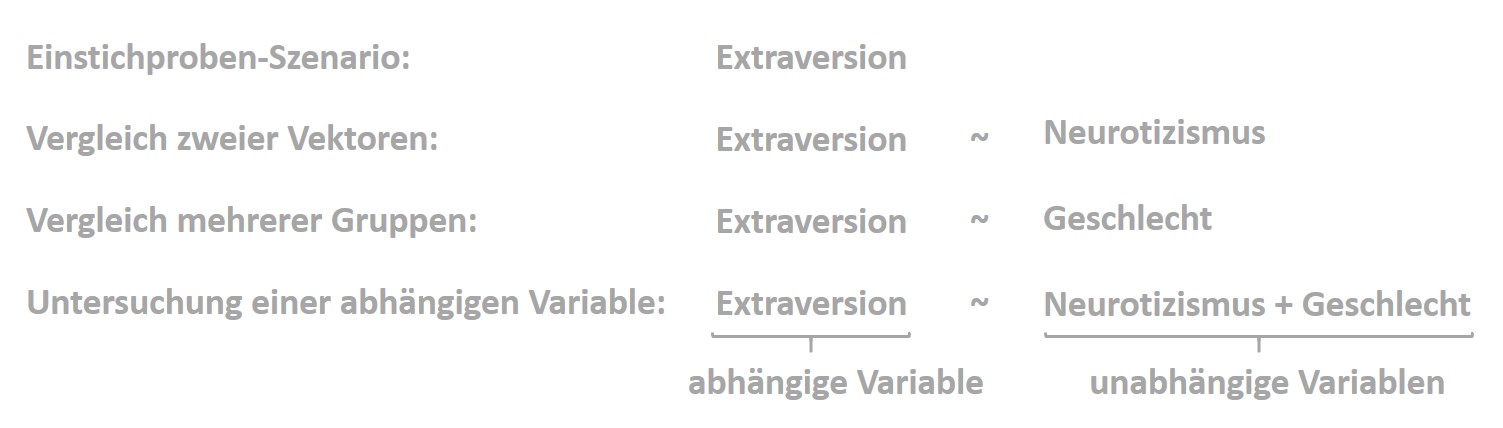 Einstichproben-Szenario: Extraversion
Vergleich zweier Vektoren: Extraversion ~ Neurotizismus
Vergleich mehrerer Gruppen: Extraversion ~ Geschlecht
Untersuchung einer abhängigen Variable: Extraversion ~ Neurotizismus + Geschlecht
abhängige Variable unabhängige Variablen